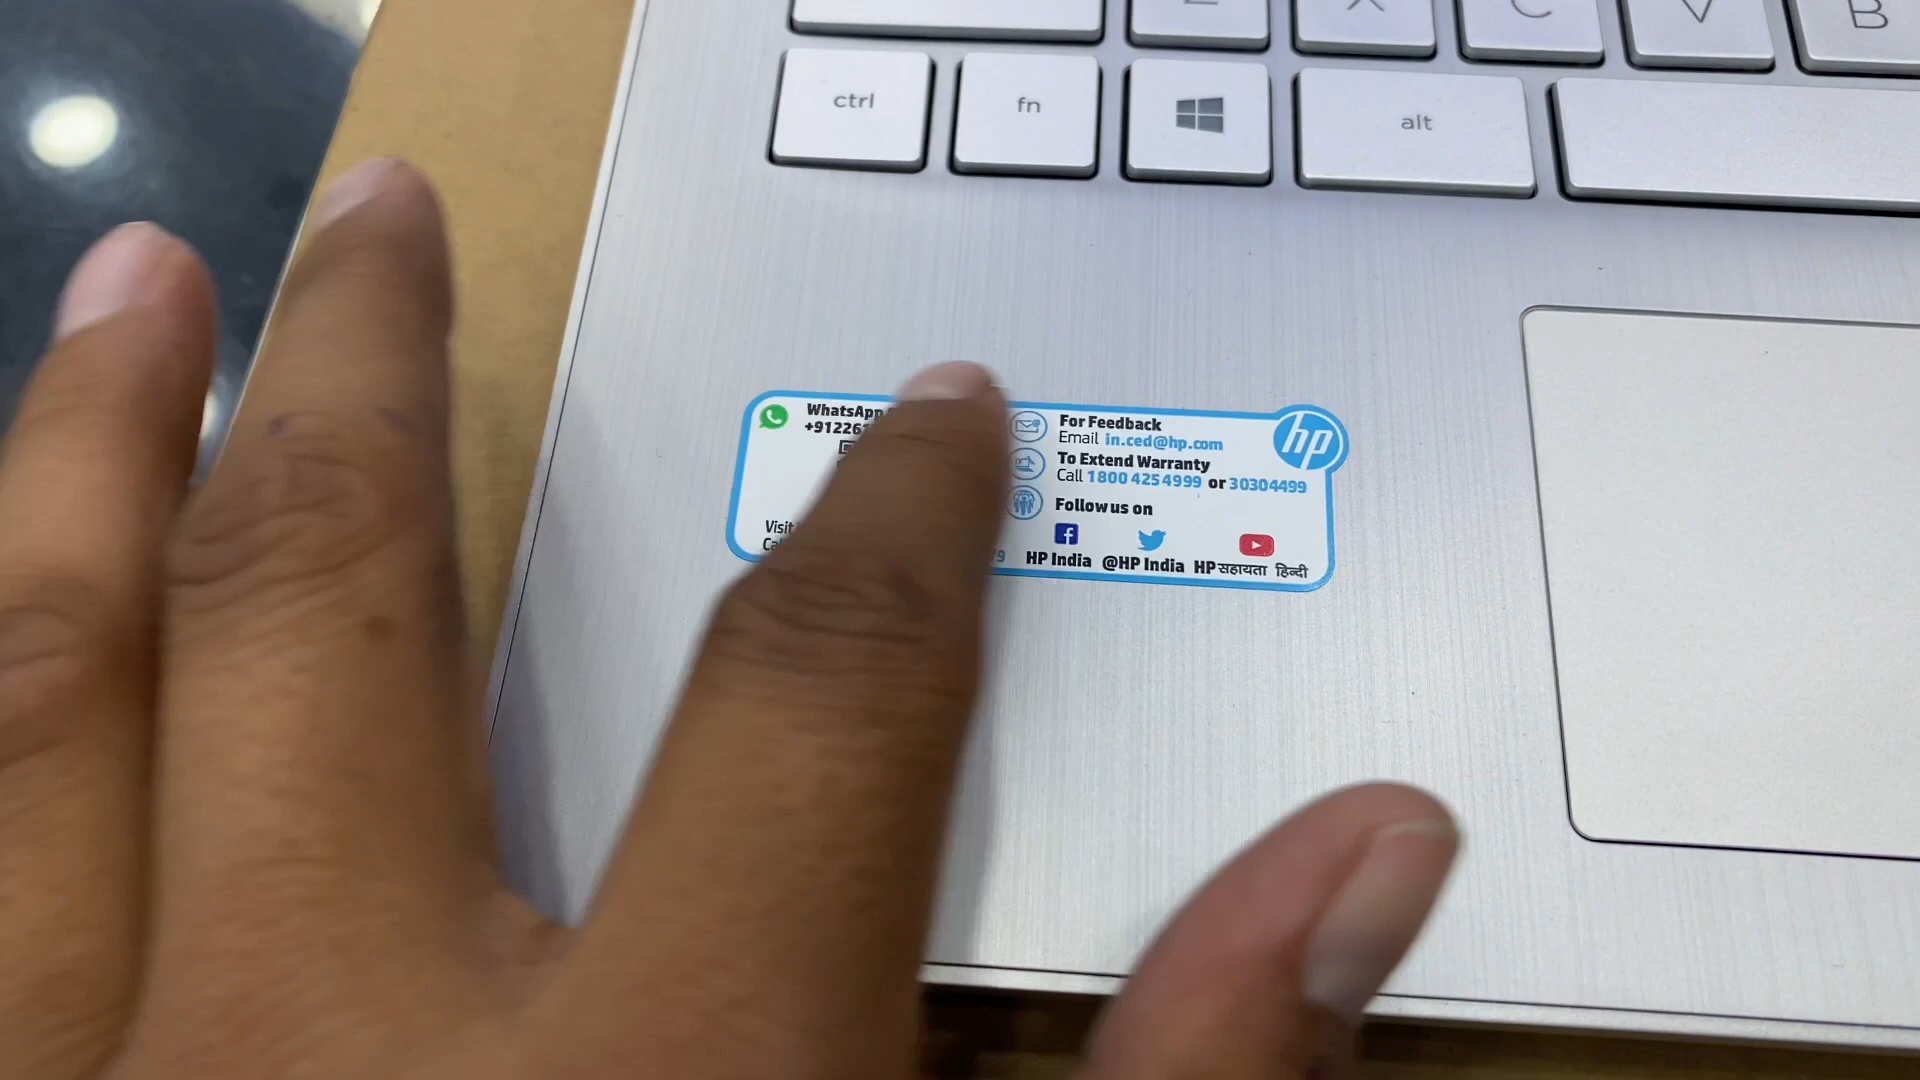 Z X C V B
ctrl fn alt
WhatsApp
For Feedback
Email in.ced@hp.com
To Extend Warranty
Call 1800 425 4999 or 30304499
Follow us on
HP India @HP India HP सहायता हिन्दी
hp
Visit